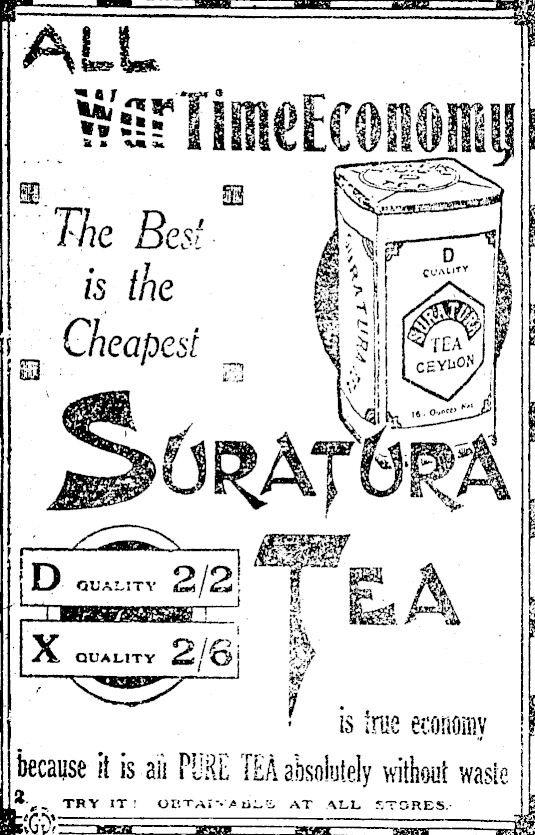 ALL
War Time Economy
The Best
is the
Cheapest
SURATURA
D
QUALITY
SURATURA
TEA
CEYLON
16. Ounces Net
SURATURA
TEA
D QUALITY 2/2
X QUALITY 2/6
is true economy
because it is all PURE TEA absolutely without waste
2
TRY IT! OBTAINABLE AT ALL STORES.